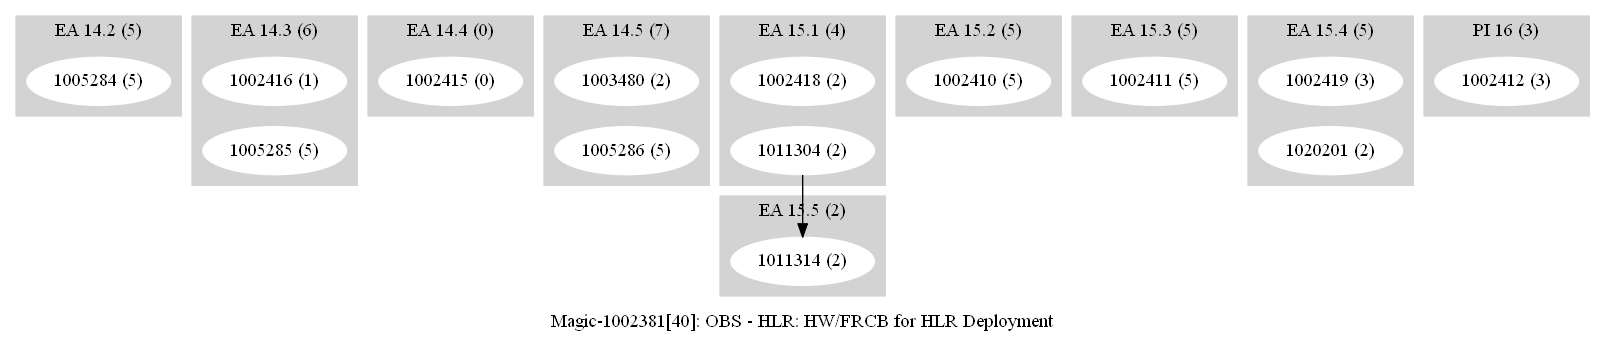 EA 14.2 (5)
1005284 (5)
EA 14.3 (6)
1002416 (1)
1005285 (5)
EA 14.4 (0)
1002415 (0)
EA 14.5 (7)
1003480 (2)
1005286 (5)
EA 15.1 (4)
1002418 (2)
1011304 (2)
EA 15.5 (2)
1011314 (2)
EA 15.2 (5)
1002410 (5)
EA 15.3 (5)
1002411 (5)
EA 15.4 (5)
1002419 (3)
1020201 (2)
PI 16 (3)
1002412 (3)
Magic-1002381[40]: OBS - HLR: HW/FRCB for HLR Deployment